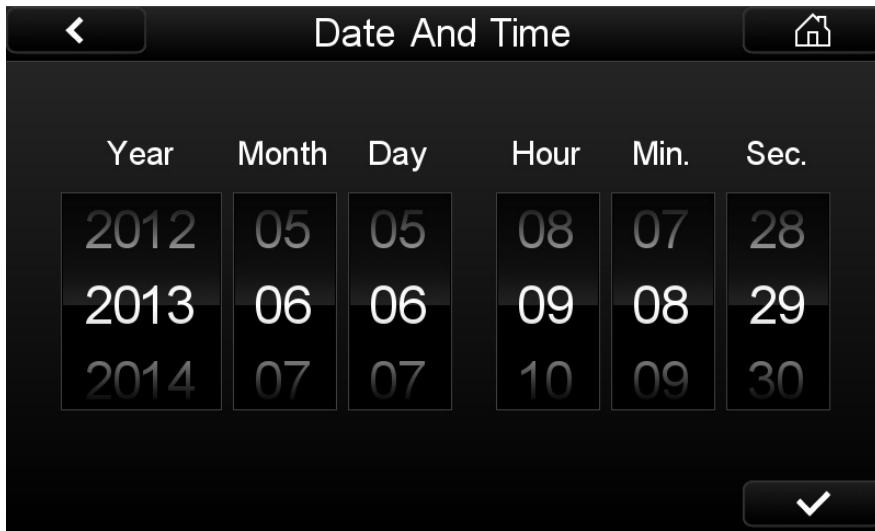 Date And Time
Year Month Day Hour Min. Sec.
2012 05 05 08 07 28
2013 06 06 09 08 29
2014 07 07 10 09 30